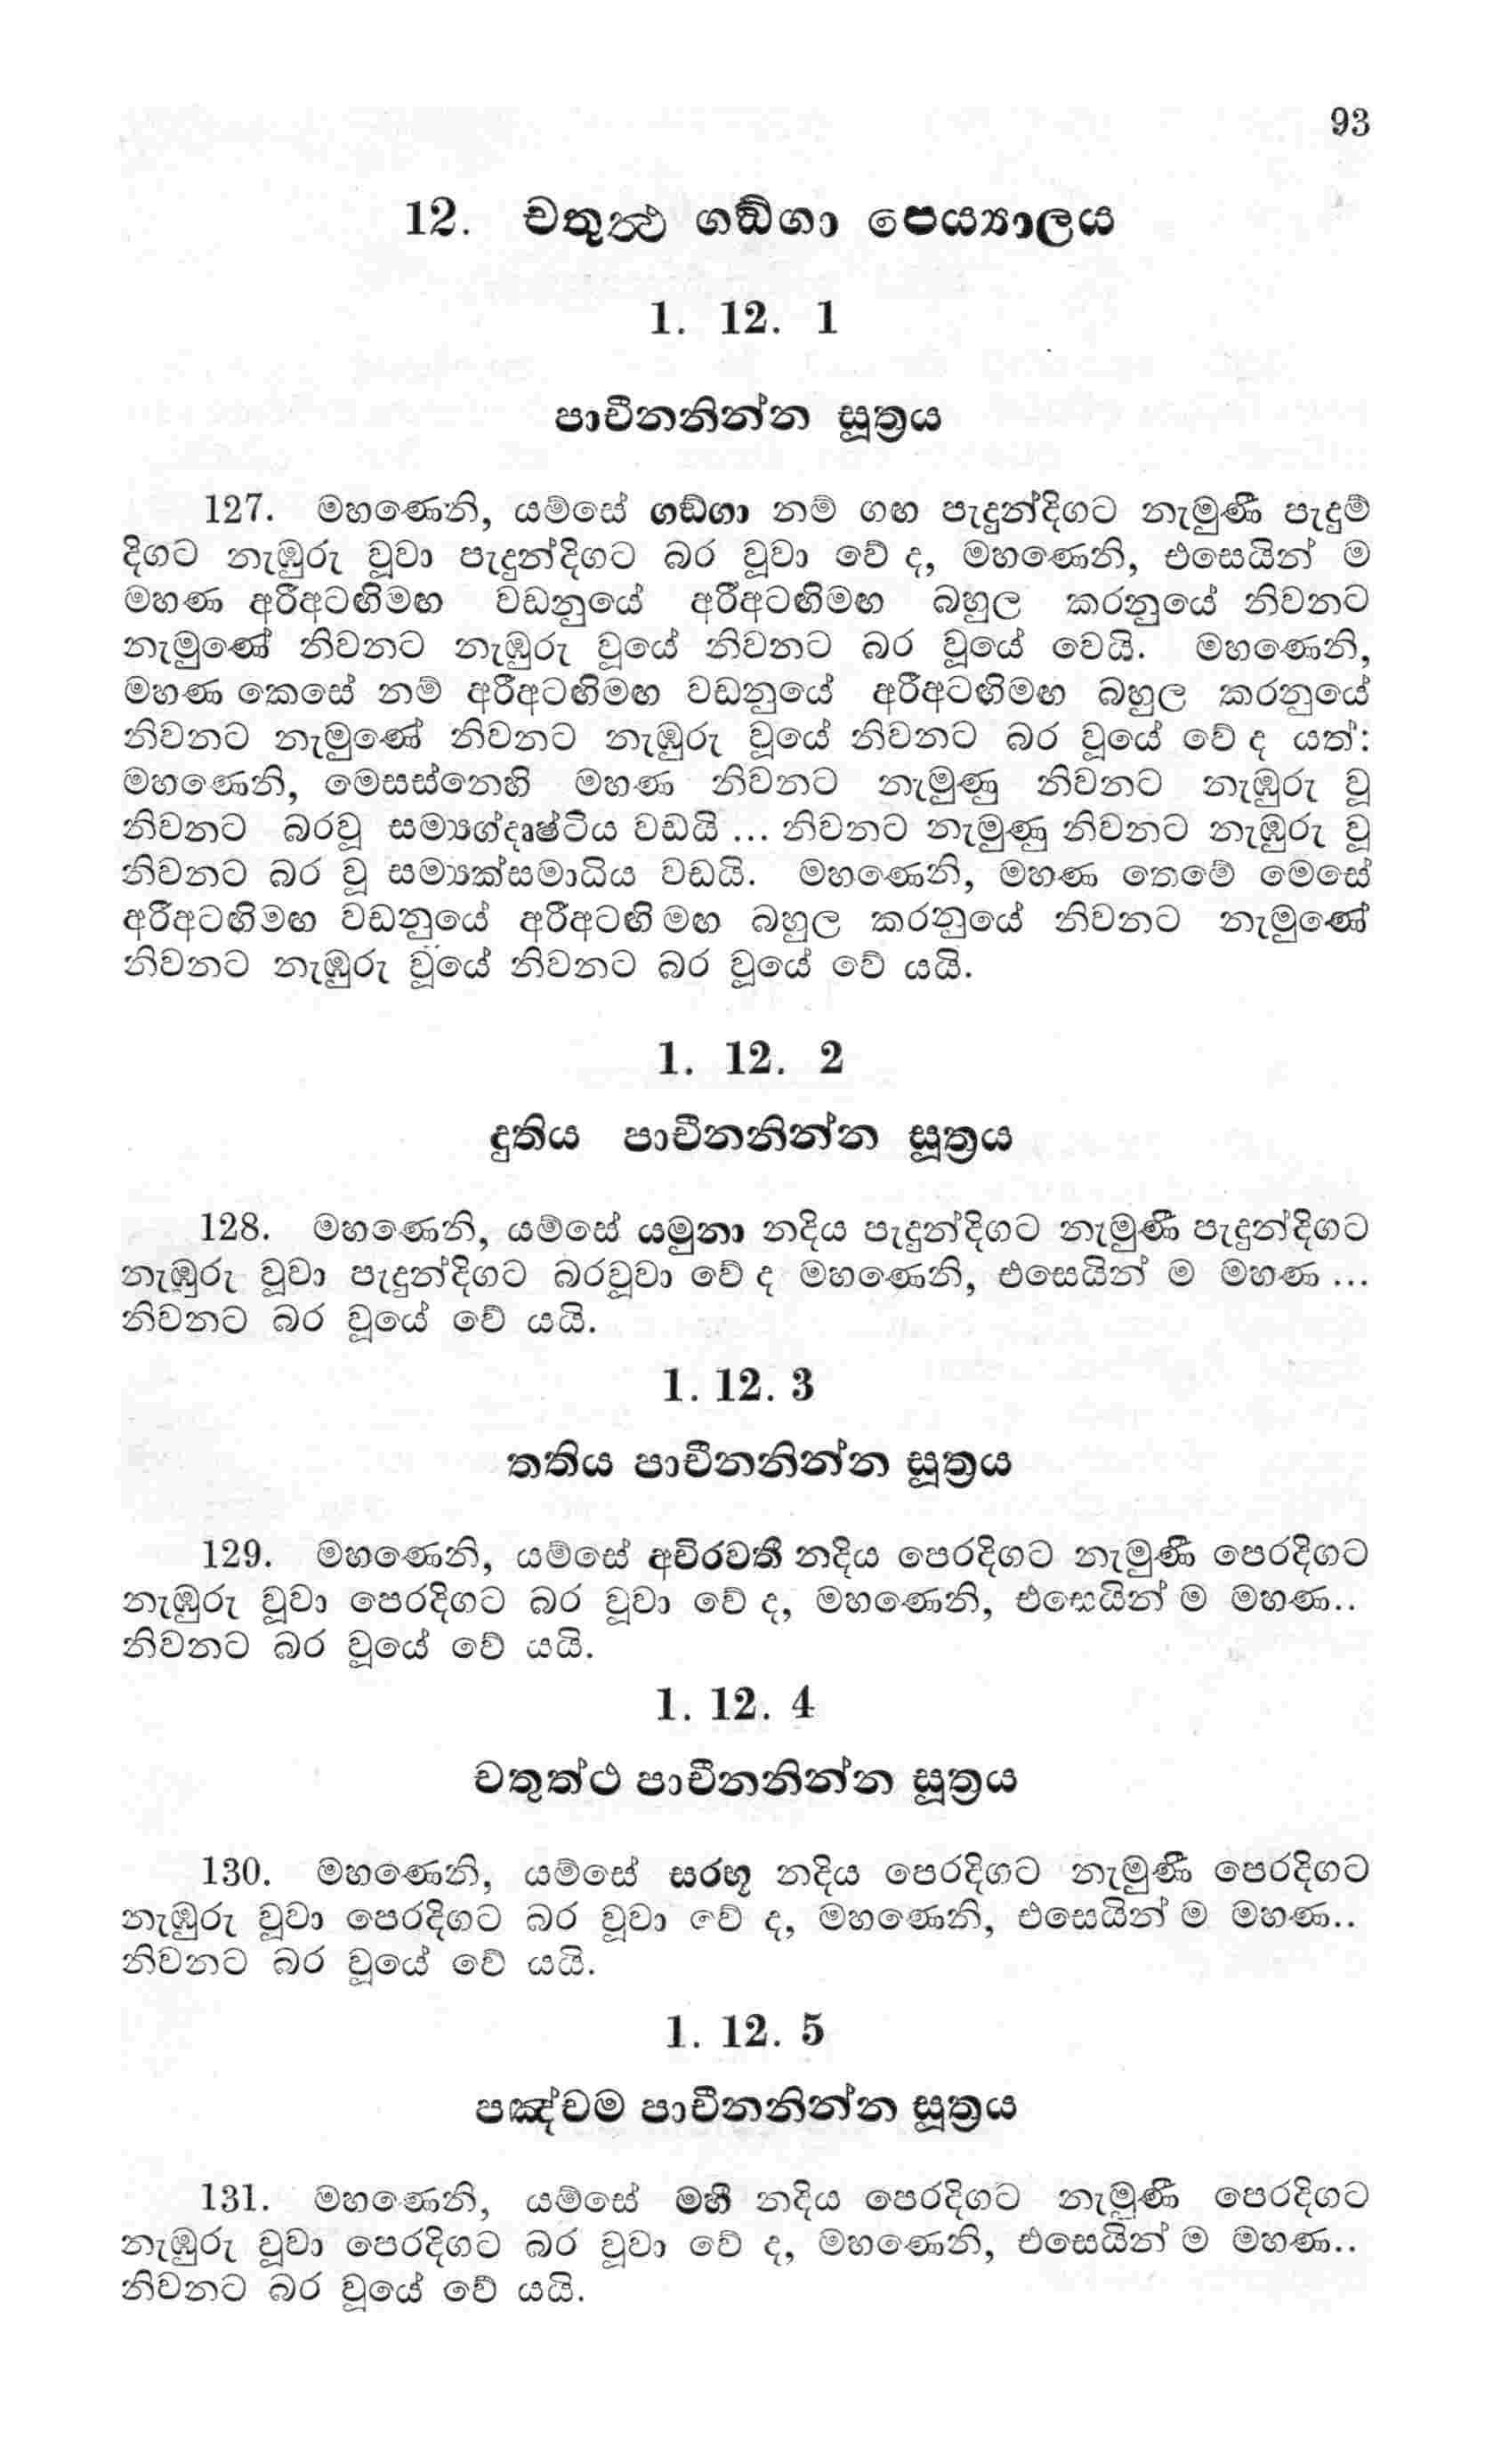 93
12. චතුත්‍ථ ගඞ්ගා පෙය්‍යාලය
1. 12. 1
පාචීනනින්න සූත්‍රය
127. මහණෙනි, යම්සේ ගඞ්ගා නම් ගඟ පැදුන්දිගට නැමුණී පැදුම්
දිගට නැඹුරු වූවා පැදුන්දිගට බර වූවා වේ ද, මහණෙනි, එසෙයින් ම
මහණ අරීඅටඟිමඟ වඩනුයේ අරීඅටඟිමඟ බහුල කරනුයේ නිවනට
නැමුණේ නිවනට නැඹුරු වූයේ නිවනට බර වූයේ වෙයි. මහණෙනි,
මහණ කෙසේ නම් අරීඅටඟිමඟ වඩනුයේ අරීඅටඟිමඟ බහුල කරනුයේ
නිවනට නැමුණේ නිවනට නැඹුරු වූයේ නිවනට බර වූයේ වේ ද යත්:
මහණෙනි, මෙසස්නෙහි මහණ නිවනට නැමුණු නිවනට නැඹුරු වූ
නිවනට බරවූ සම්‍යග්දෘෂ්ටිය වඩයි ... නිවනට නැමුණු නිවනට නැඹුරු වූ
නිවනට බර වූ සම්‍යක්සමාධිය වඩයි. මහණෙනි, මහණ තෙමේ මෙසේ
අරීඅටඟිමඟ වඩනුයේ අරීඅටඟි මඟ බහුල කරනුයේ නිවනට නැමුණේ
නිවනට නැඹුරු වූයේ නිවනට බර වූයේ වේ යයි.
1. 12. 2
දුතිය පාචීනනින්න සූත්‍රය
128. මහණෙනි, යම්සේ යමුනා නදිය පැදුන්දිගට නැමුණී පැදුන්දිගට
නැඹුරු වූවා පැදුන්දිගට බරවූවා වේ ද මහණෙනි, එසෙයින් ම මහණ ...
නිවනට බර වූයේ වේ යයි.
1. 12. 3
තතිය පාචීනනින්න සූත්‍රය
129. මහණෙනි, යම්සේ අචිරවතී නදිය පෙරදිගට නැමුණී පෙරදිගට
නැඹුරු වූවා පෙරදිගට බර වූවා වේ ද, මහණෙනි, එසෙයින් ම මහණ..
නිවනට බර වූයේ වේ යයි.
1. 12. 4
චතුත්ථ පාචීනනින්න සූත්‍රය
130. මහණෙනි, යම්සේ සරභූ නදිය පෙරදිගට නැමුණී පෙරදිගට
නැඹුරු වූවා පෙරදිගට බර වූවා වේ ද, මහණෙනි, එසෙයින් ම මහණ..
නිවනට බර වූයේ වේ යයි.
1. 12. 5
පඤ්චම පාචීනනින්න සූත්‍රය
131. මහණෙනි, යම්සේ මහී නදිය පෙරදිගට නැමුණී පෙරදිගට
නැඹුරු වූවා පෙරදිගට බර වූවා වේ ද, මහණෙනි, එසෙයින් ම මහණ..
නිවනට බර වූයේ වේ යයි.